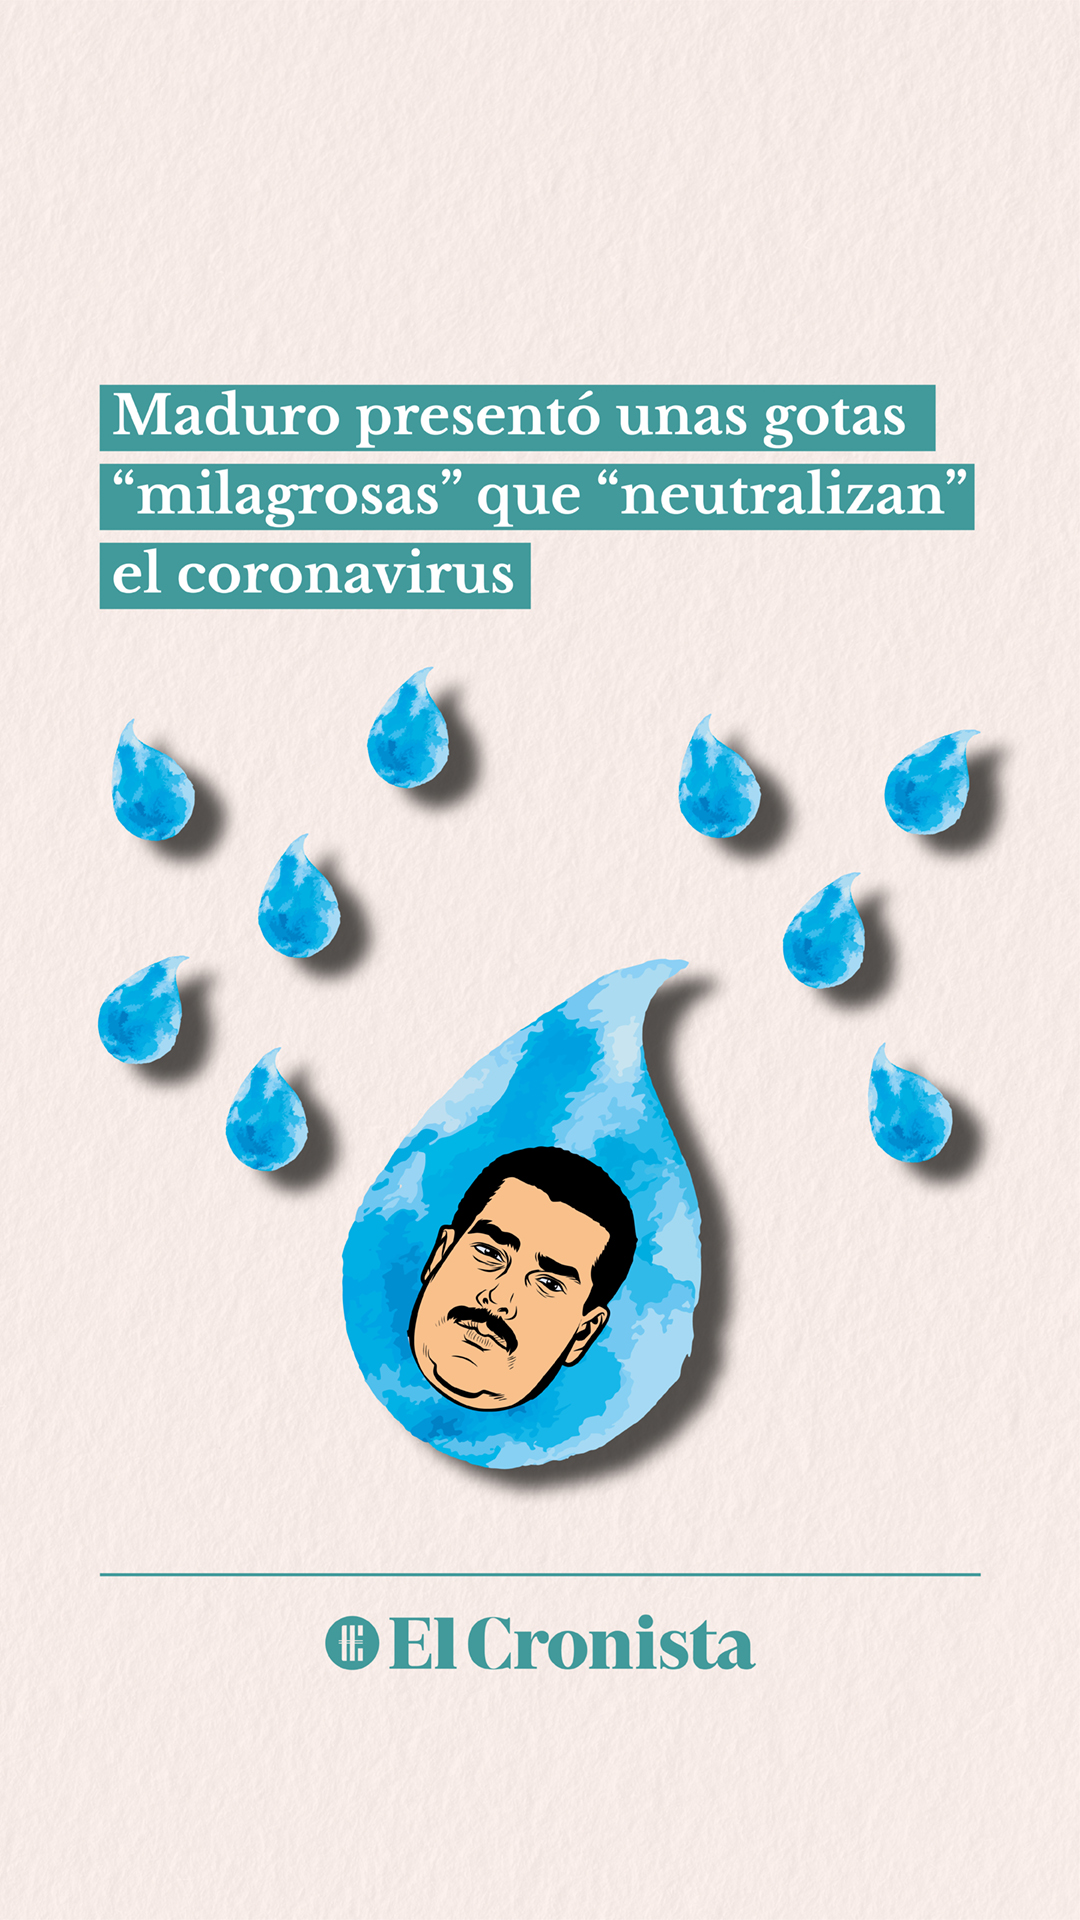 Maduro presentó unas gotas
“milagrosas” que “neutralizan”
el coronavirus
El Cronista